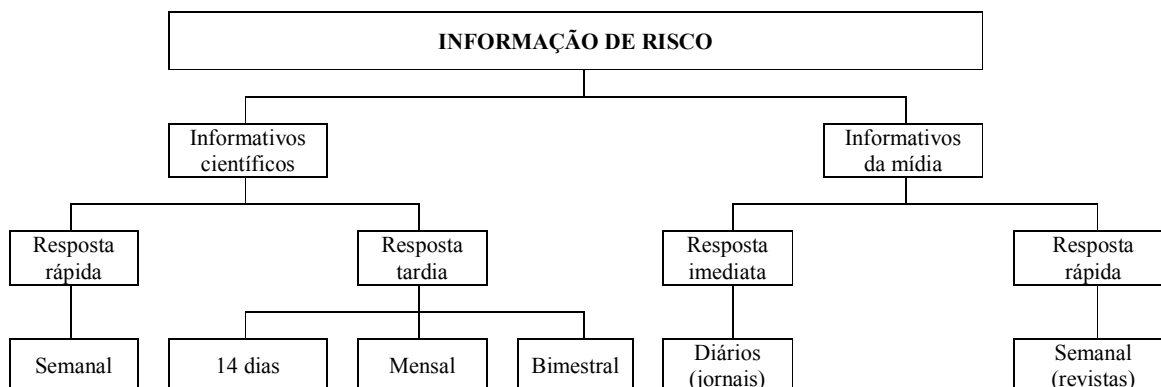 INFORMAÇÃO DE RISCO
Informativos
científicos
Informativos
da mídia
Resposta
rápida
Resposta
tardia
Resposta
imediata
Resposta
rápida
Semanal
14 dias
Mensal
Bimestral
Diários
(jornais)
Semanal
(revistas)